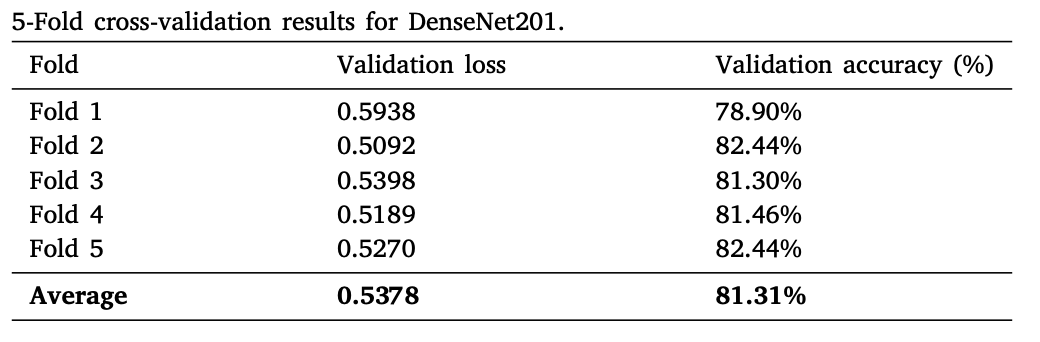 5-Fold cross-validation results for DenseNet201.
Fold Validation loss Validation accuracy (%)
Fold 1 0.5938 78.90%
Fold 2 0.5092 82.44%
Fold 3 0.5398 81.30%
Fold 4 0.5189 81.46%
Fold 5 0.5270 82.44%
Average 0.5378 81.31%